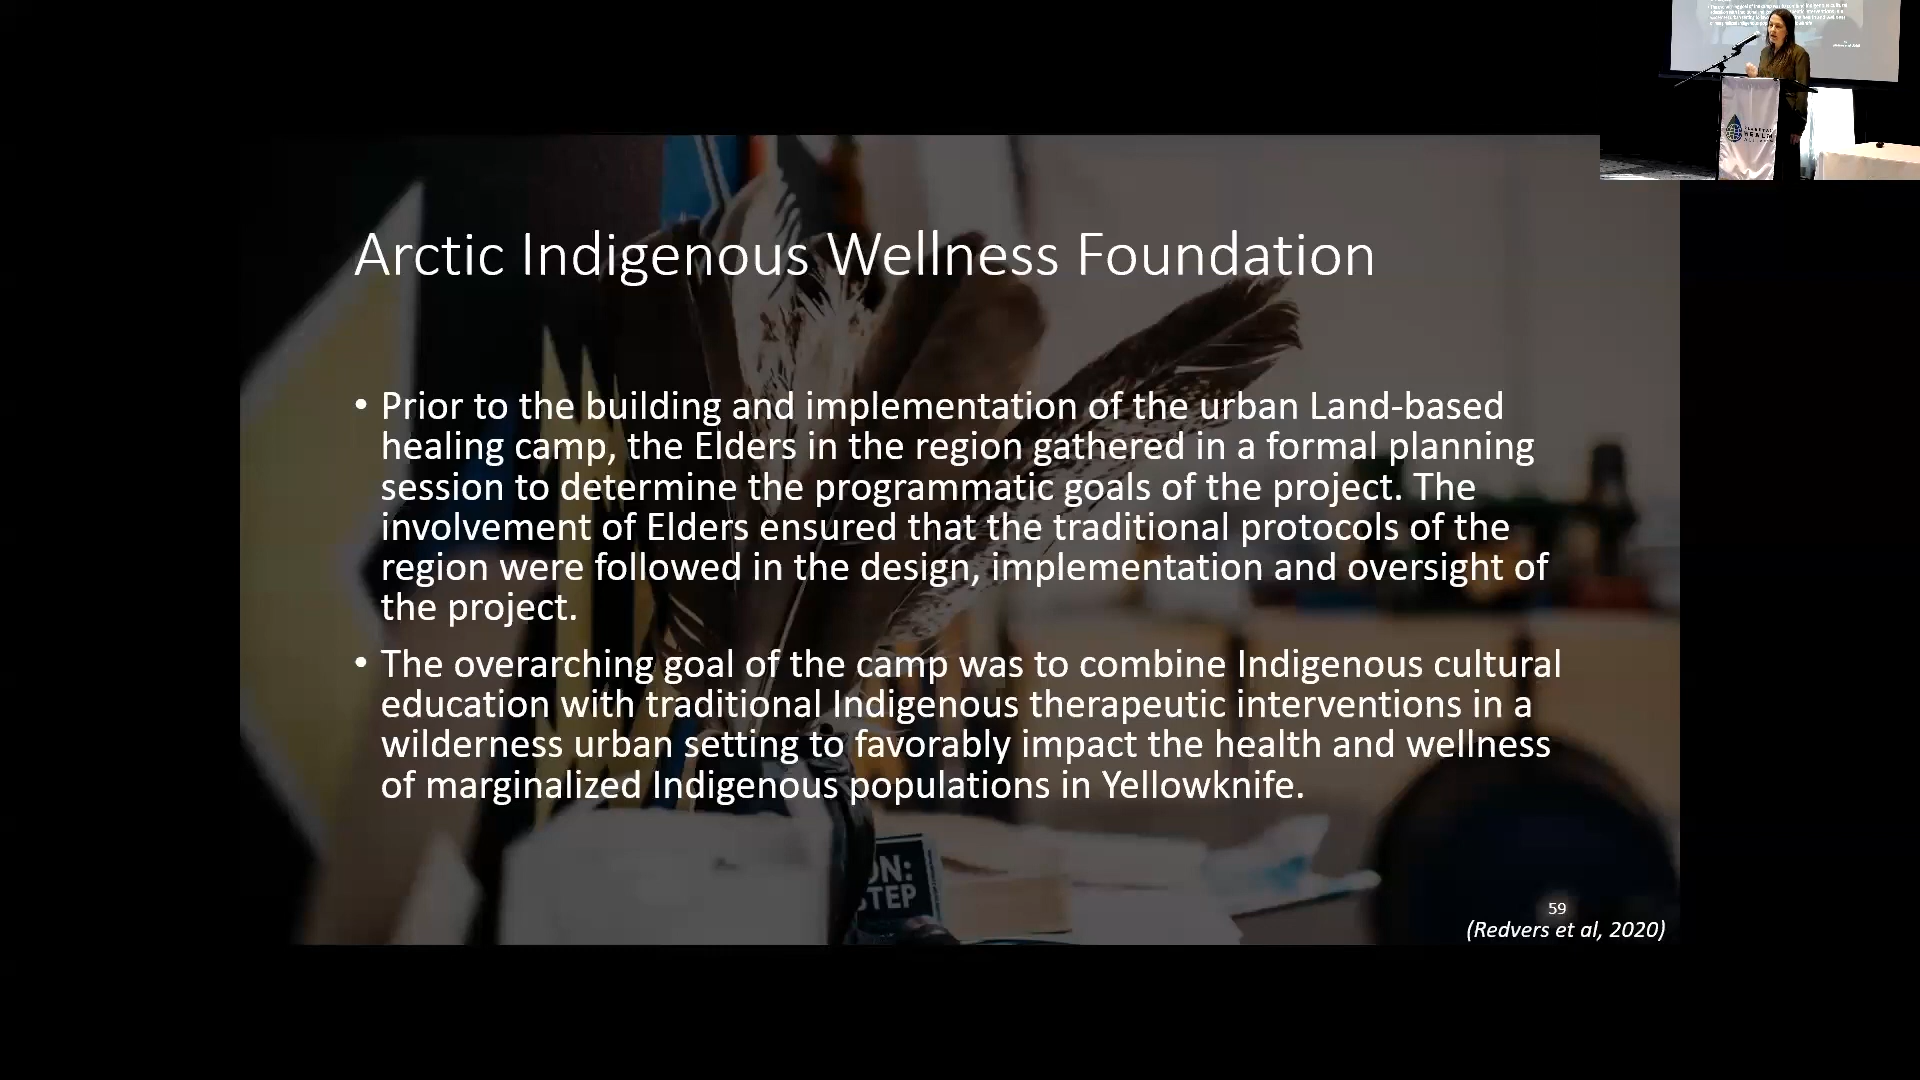 Arctic Indigenous Wellness Foundation
• Prior to the building and implementation of the urban Land-based
healing camp, the Elders in the region gathered in a formal planning
session to determine the programmatic goals of the project. The
involvement of Elders ensured that the traditional protocols of the
region were followed in the design, implementation and oversight of
the project.
• The overarching goal of the camp was to combine Indigenous cultural
education with traditional Indigenous therapeutic interventions in a
wilderness urban setting to favorably impact the health and wellness
of marginalized Indigenous populations in Yellowknife.
ON:
STEP
59
(Redvers et al, 2020)
HEALTH